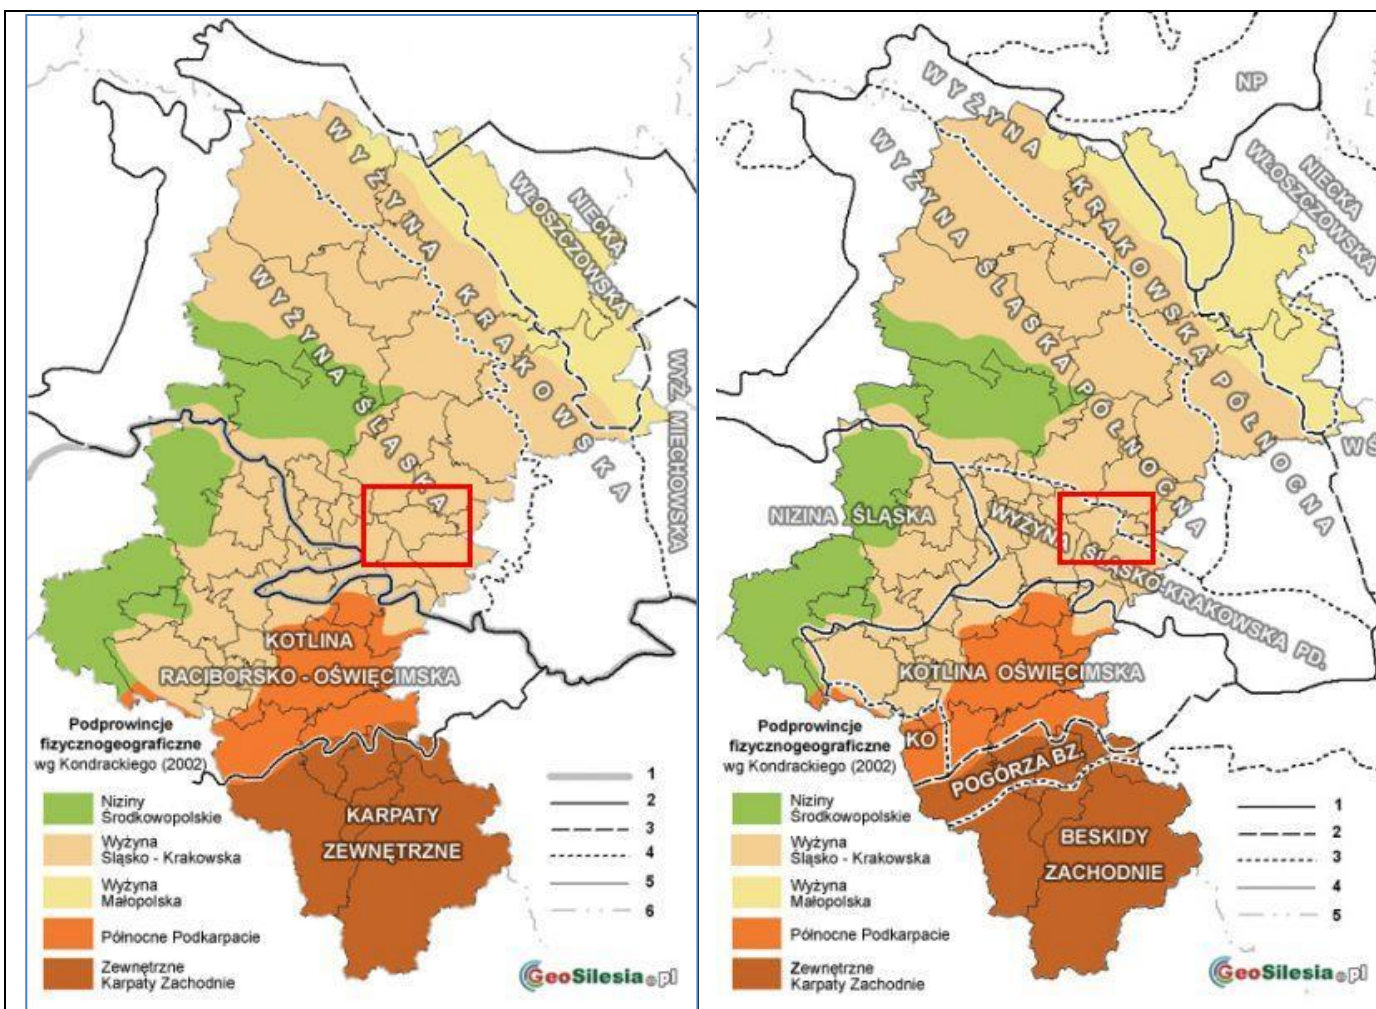 WYŻYNA KRAKOWSKA
NIECKA
WŁOSZCZOWSKA
WYŻYNA ŚLĄSKA
WYŻ. MIECHOWSKA
KOTLINA
RACIBORSKO - OŚWIĘCIMSKA
KARPATY
ZEWNĘTRZNE
Podprowincje
fizycznogeograficzne
wg Kondrackiego (2002)
Niziny
Środkowopolskie
Wyżyna
Śląsko - Krakowska
Wyżyna
Małopolska
Północne Podkarpacie
Zewnętrzne
Karpaty Zachodnie
1
2
3
4
5
6
GeoSilesia.pl
NP
WYŻYNA KRAKOWSKA PÓŁNOCNA
NIECKA
WŁOSZCZOWSKA
WYŻYNA ŚLĄSKA PÓŁNOCNA
W Ś
NIZINA ŚLĄSKA
WYŻYNA ŚLĄSKO-KRAKOWSKA PD.
KOTLINA OŚWIĘCIMSKA
KO
POGÓRZA BZ.
BESKIDY
ZACHODNIE
Podprowincje
fizycznogeograficzne
wg Kondrackiego (2002)
Niziny
Środkowopolskie
Wyżyna
Śląsko - Krakowska
Wyżyna
Małopolska
Północne Podkarpacie
Zewnętrzne
Karpaty Zachodnie
1
2
3
4
5
GeoSilesia.pl